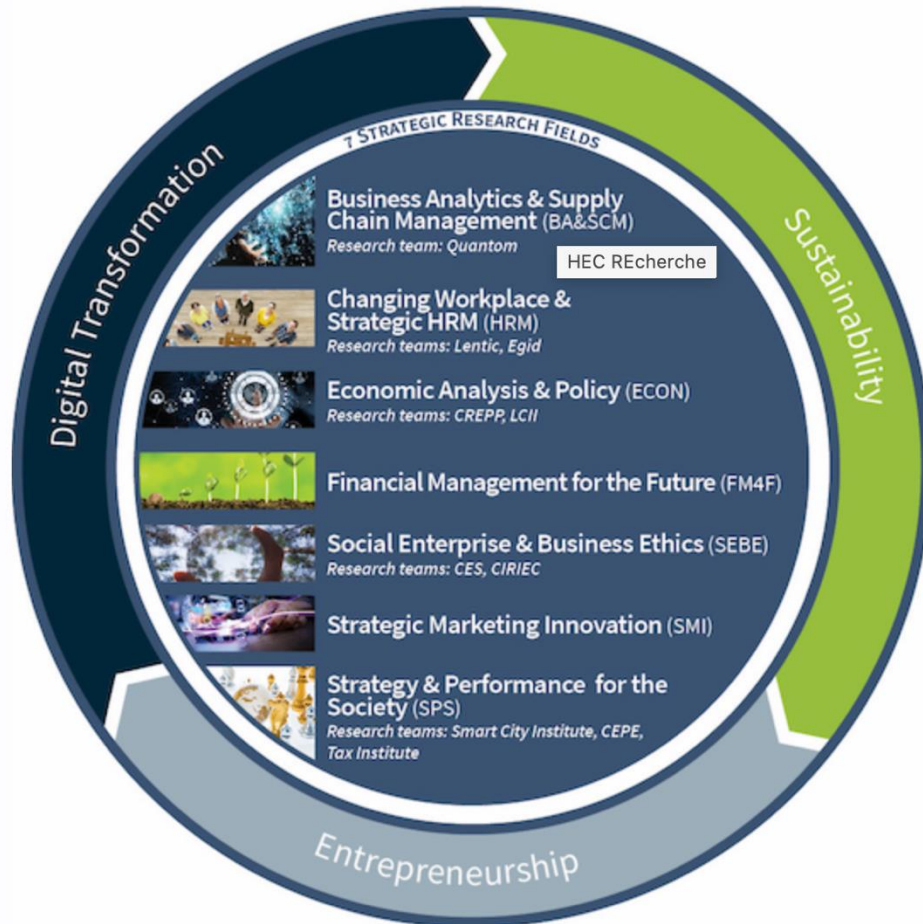 7 STRATEGIC RESEARCH FIELDS
Digital Transformation
Sustainability
Business Analytics & Supply
Chain Management (BA&SCM)
Research team: Quantom
HEC REcherche
Changing Workplace &
Strategic HRM (HRM)
Research teams: Lentic, Egid
Economic Analysis & Policy (ECON)
Research teams: CREPP, LCII
Financial Management for the Future (FM4F)
Social Enterprise & Business Ethics (SEBE)
Research teams: CES, CIRIEC
Strategic Marketing Innovation (SMI)
Strategy & Performance for the
Society (SPS)
Research teams: Smart City Institute, CEPE,
Tax Institute
Entrepreneurship